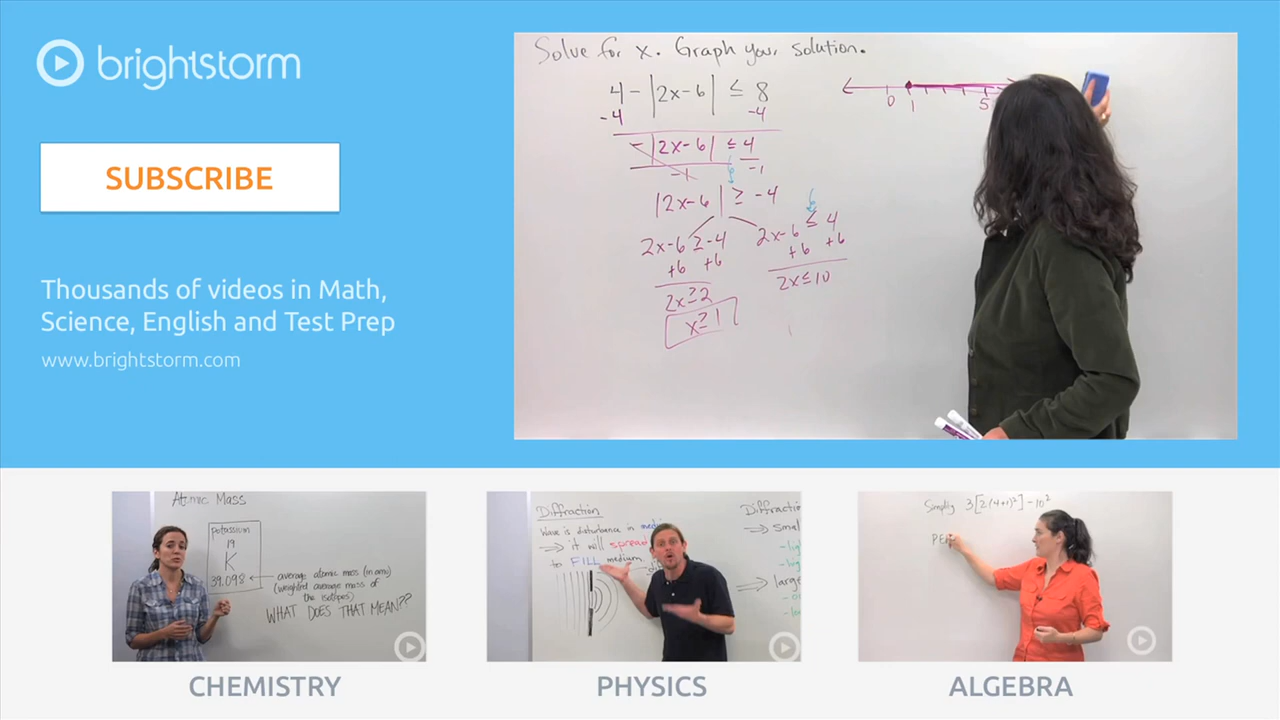 brightstorm
SUBSCRIBE
Thousands of videos in Math,
Science, English and Test Prep
www.brightstorm.com
Solve for x. Graph your solution.
4 - |2x-6| ≤ 8
-4 -4
-|2x-6| ≤ 4
-1 -1
|2x-6| ≥ -4
2x-6 ≥ -4
+6 +6
2x ≥ 2
x ≥ 1
2x-6 ≤ 4
+6 +6
2x ≤ 10
0 1 5
Atomic Mass
potassium
19
K
39.098
average atomic mass (in amu)
(weighted average mass of
the isotopes)
WHAT DOES THAT MEAN??
CHEMISTRY
Diffraction
Wave is disturbance in
it will spread
to FILL medium.
Diffractio
smal
large
PHYSICS
Simplify 3[2(4+1)²]-10²
ALGEBRA